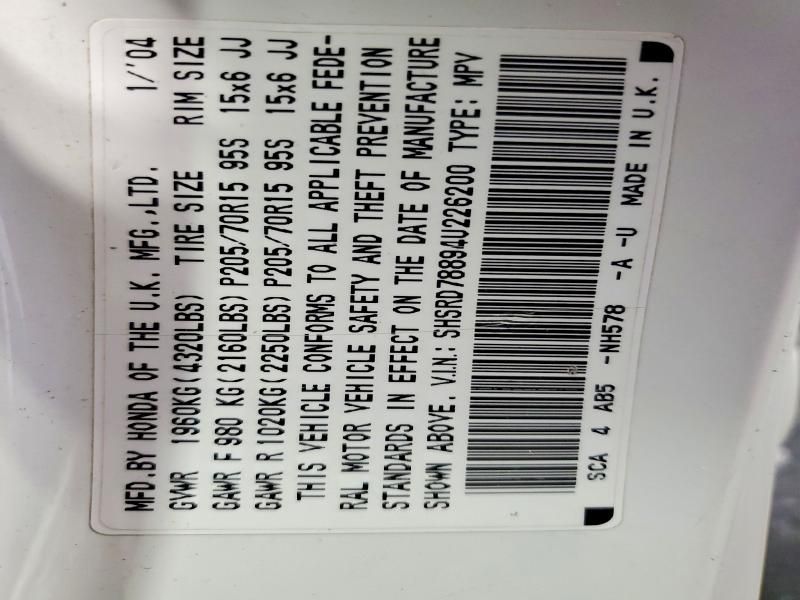 MFD.BY HONDA OF THE U.K. MFG.,LTD. 1/'04
GVWR 1960KG(4320LBS) TIRE SIZE RIM SIZE
GAWR F 980 KG(2160LBS) P205/70R15 95S 15x6 JJ
GAWR R 1020KG(2250LBS) P205/70R15 95S 15x6 JJ
THIS VEHICLE CONFORMS TO ALL APPLICABLE FEDE-
RAL MOTOR VEHICLE SAFETY AND THEFT PREVENTION
STANDARDS IN EFFECT ON THE DATE OF MANUFACTURE
SHOWN ABOVE. V.I.N.: SHSRD78894U226200 TYPE: MPV
SCA 4 AB5 -NH578 -A -U MADE IN U.K.